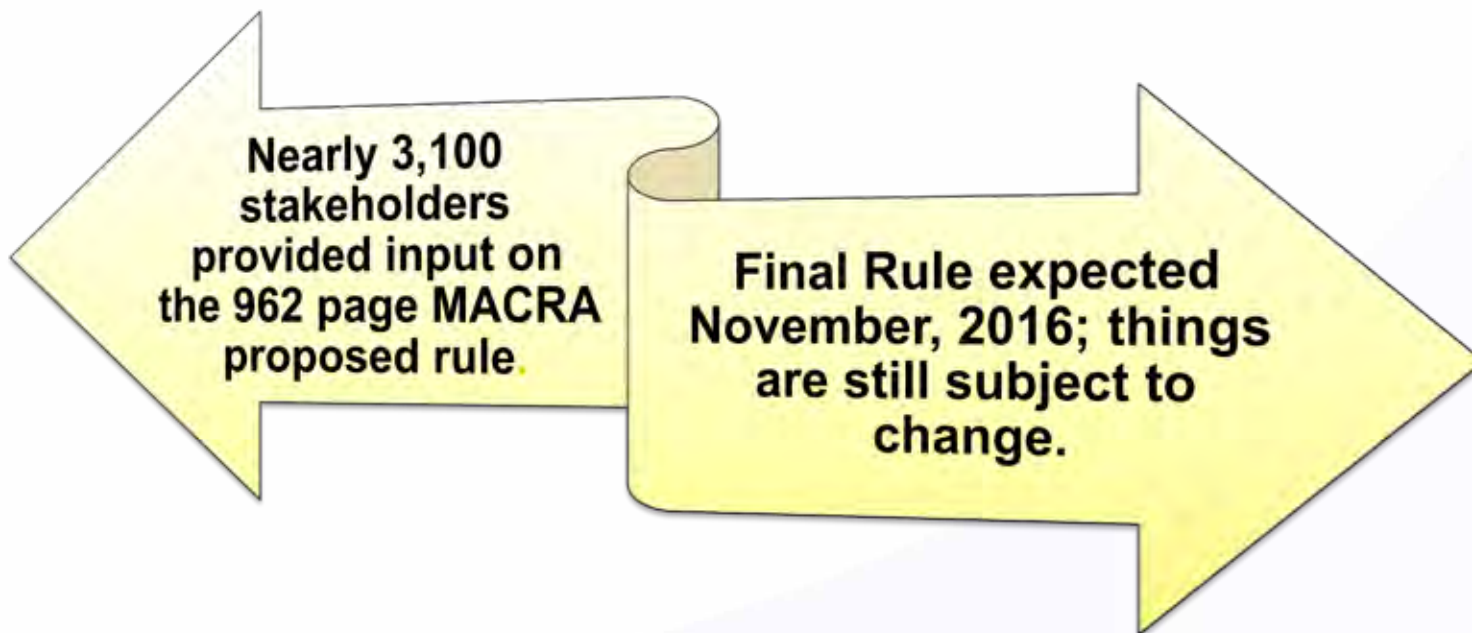 Nearly 3,100
stakeholders
provided input on
the 962 page MACRA
proposed rule.
Final Rule expected
November, 2016; things
are still subject to
change.